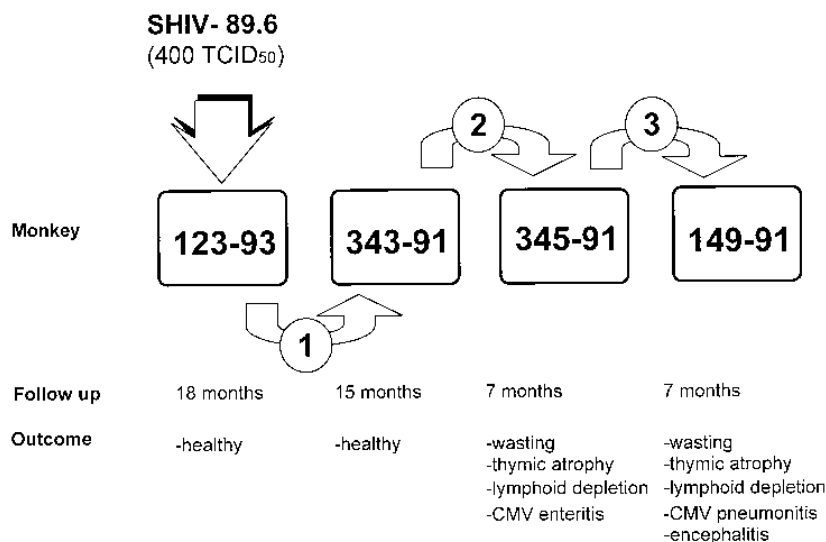 SHIV- 89.6
(400 TCID50)
2
3
Monkey
123-93
343-91
345-91
149-91
1
Follow up 18 months 15 months 7 months 7 months
Outcome -healthy -healthy -wasting -wasting
-thymic atrophy -thymic atrophy
-lymphoid depletion -lymphoid depletion
-CMV enteritis -CMV pneumonitis
-encephalitis